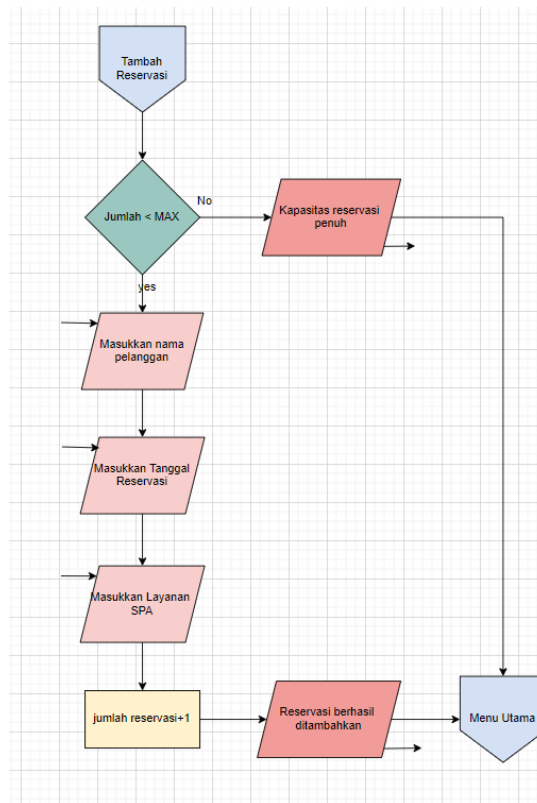 Tambah
Reservasi
Jumlah < MAX
No
Kapasitas reservasi
penuh
yes
Masukkan nama
pelanggan
Masukkan Tanggal
Reservasi
Masukkan Layanan
SPA
jumlah reservasi+1
Reservasi berhasil
ditambahkan
Menu Utama